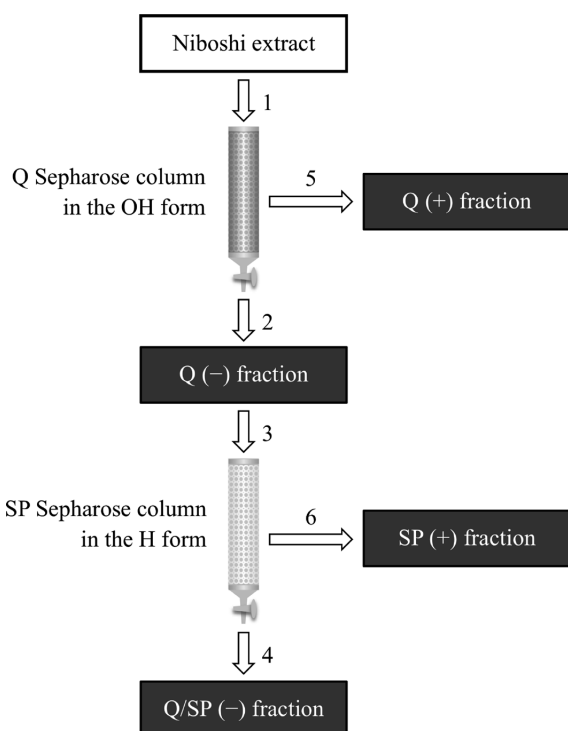 Niboshi extract
1
Q Sepharose column
in the OH form
5
Q (+) fraction
2
Q (−) fraction
3
SP Sepharose column
in the H form
6
SP (+) fraction
4
Q/SP (−) fraction